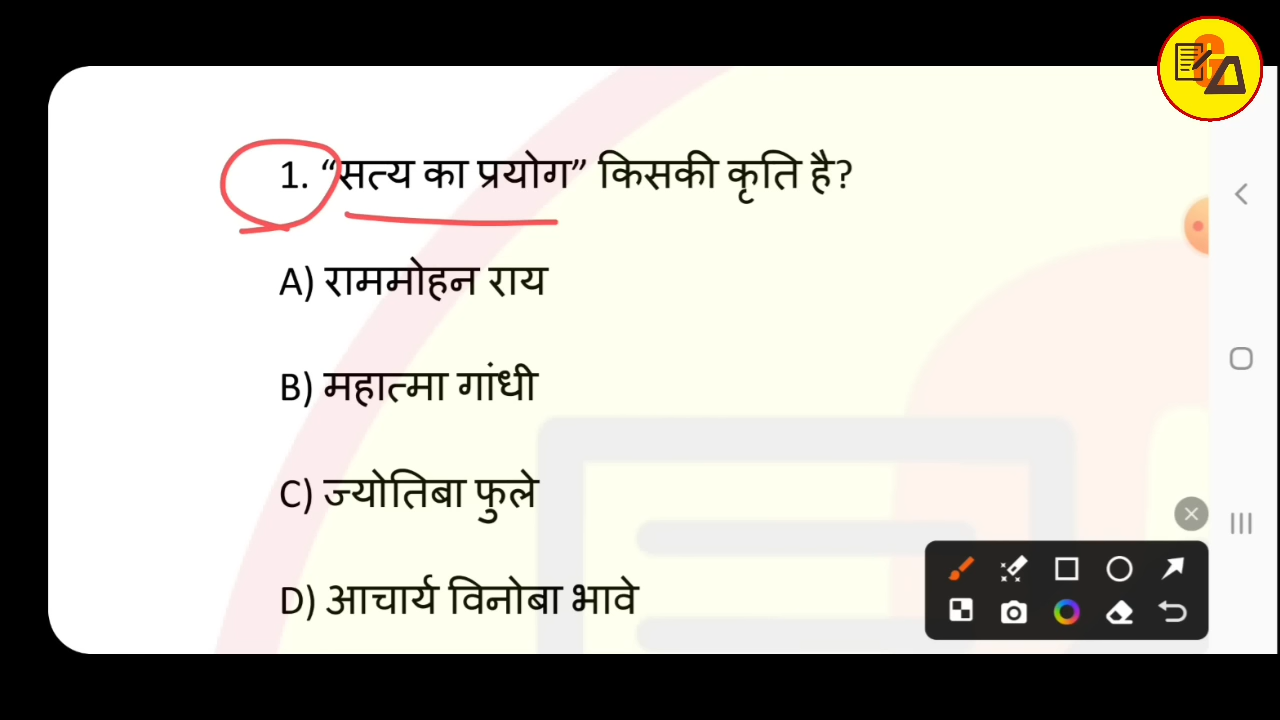 1. “सत्य का प्रयोग” किसकी कृति है?
A) राममोहन राय
B) महात्मा गांधी
C) ज्योतिबा फुले
D) आचार्य विनोबा भावे